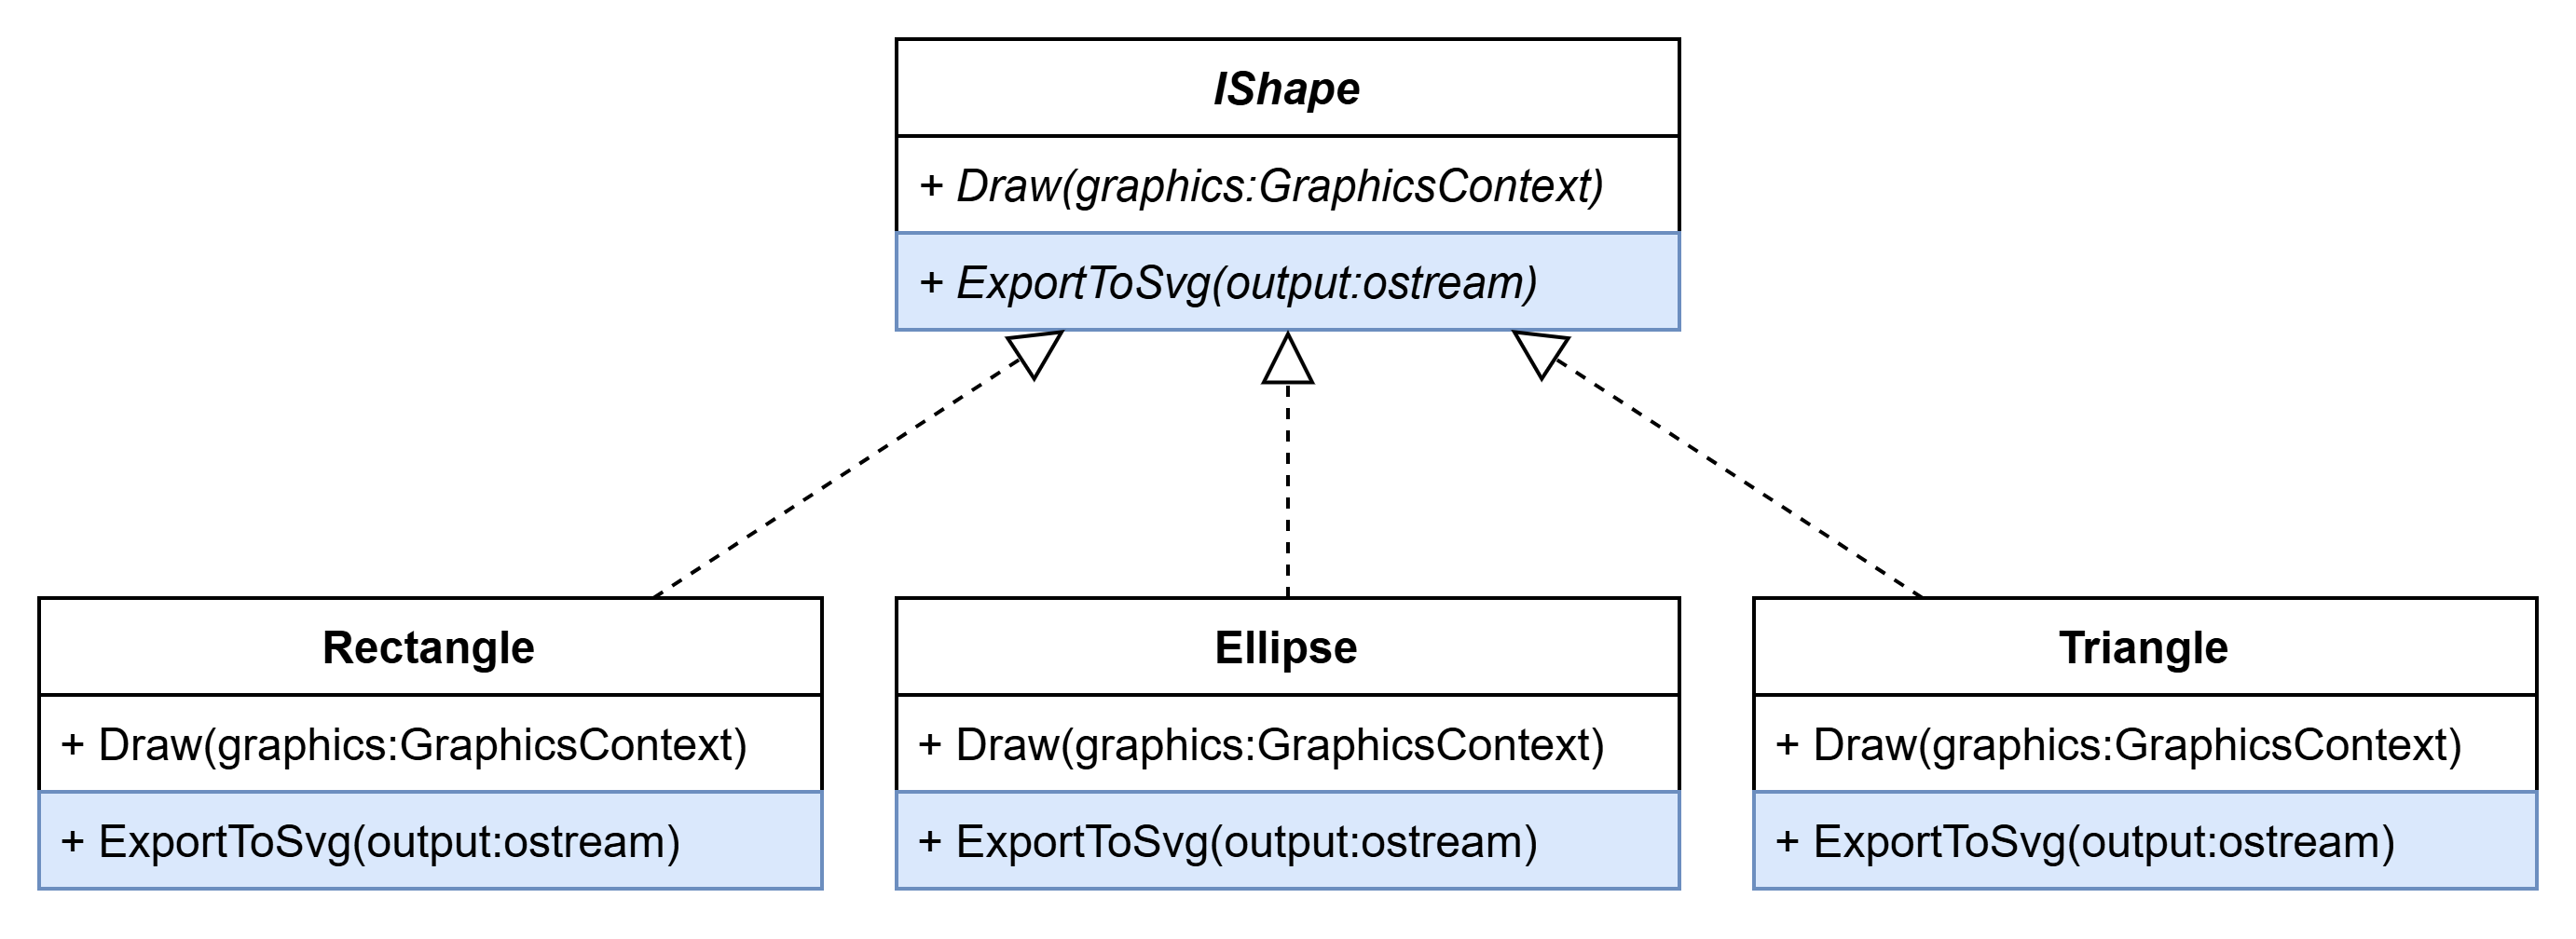 IShape
+ Draw(graphics:GraphicsContext)
+ ExportToSvg(output:ostream)
Rectangle
+ Draw(graphics:GraphicsContext)
+ ExportToSvg(output:ostream)
Ellipse
+ Draw(graphics:GraphicsContext)
+ ExportToSvg(output:ostream)
Triangle
+ Draw(graphics:GraphicsContext)
+ ExportToSvg(output:ostream)